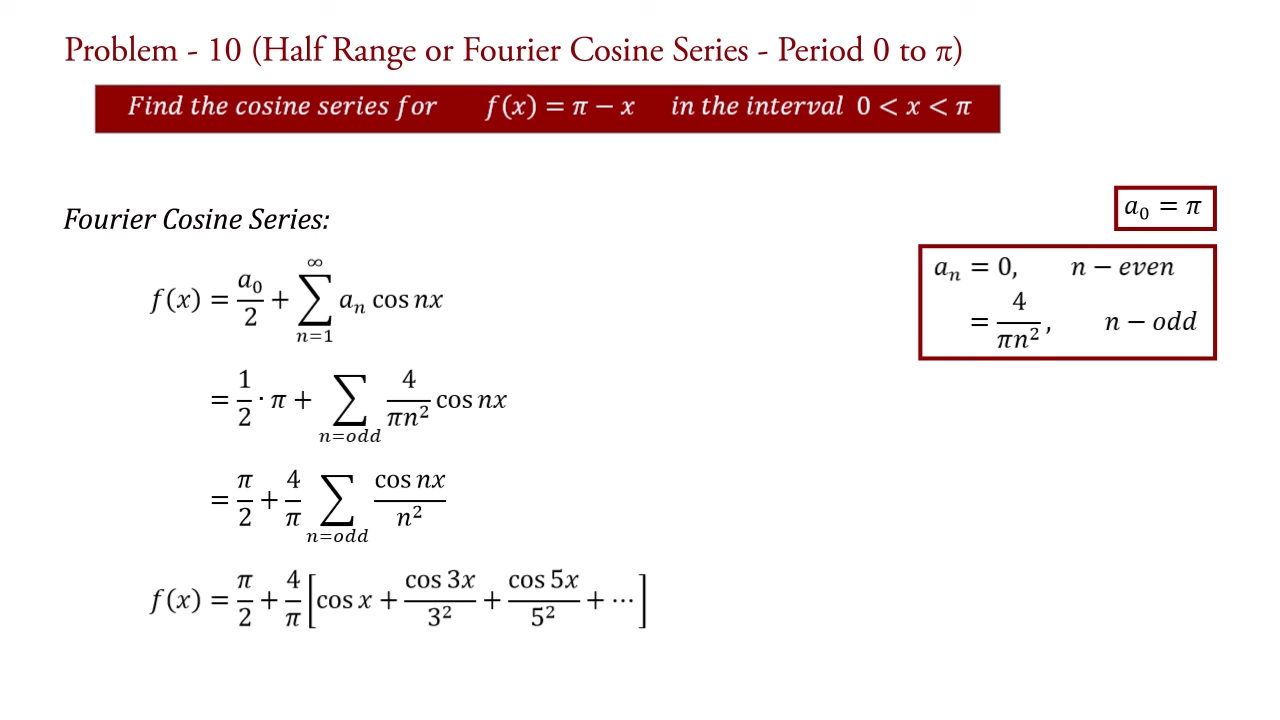 Problem - 10 (Half Range or Fourier Cosine Series - Period 0 to π)
Find the cosine series for f(x) = π − x in the interval 0 < x < π
Fourier Cosine Series:
a₀ = π
aₙ = 0, n − even
= 4/(πn²), n − odd
f(x) = a₀/2 + ∑_{n=1}^{∞} aₙ cos nx
= 1/2 · π + ∑_{n=odd} 4/(πn²) cos nx
= π/2 + 4/π ∑_{n=odd} (cos nx)/n²
f(x) = π/2 + 4/π [cos x + (cos 3x)/3² + (cos 5x)/5² + ⋯]